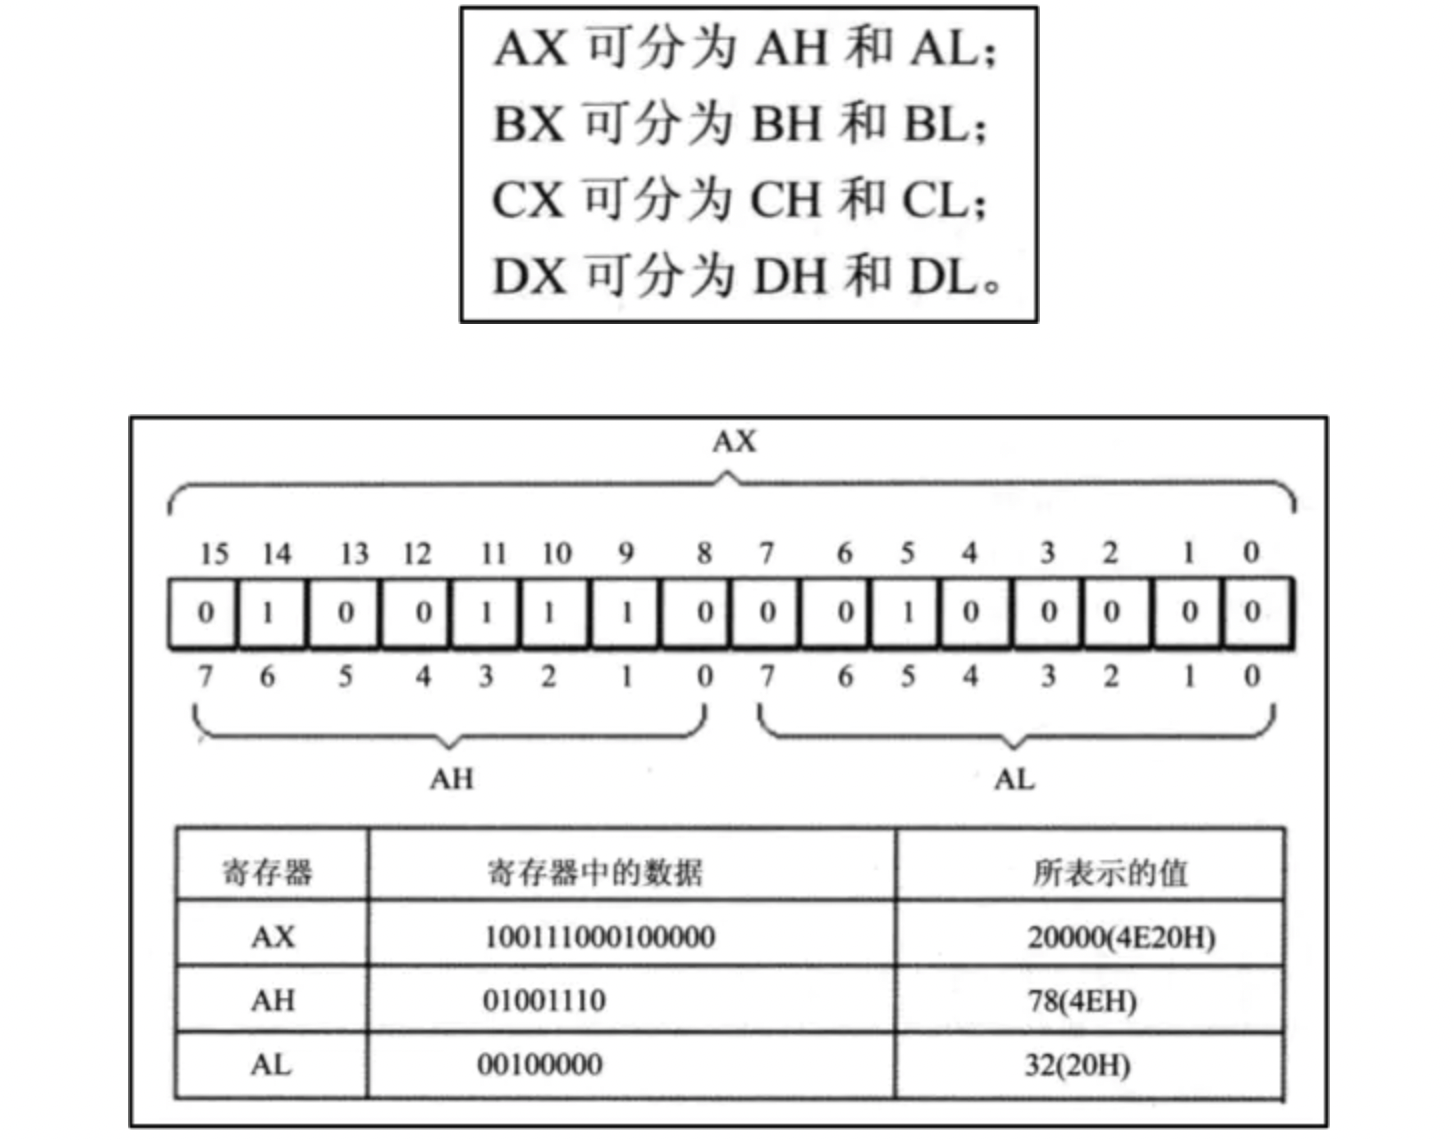 AX 可分为 AH 和 AL；
BX 可分为 BH 和 BL；
CX 可分为 CH 和 CL；
DX 可分为 DH 和 DL。
AX
15 14 13 12 11 10 9 8 7 6 5 4 3 2 1 0
0 1 0 0 1 1 1 0 0 0 1 0 0 0 0 0
7 6 5 4 3 2 1 0 7 6 5 4 3 2 1 0
AH AL
寄存器 寄存器中的数据 所表示的值
AX 100111000100000 20000(4E20H)
AH 01001110 78(4EH)
AL 00100000 32(20H)